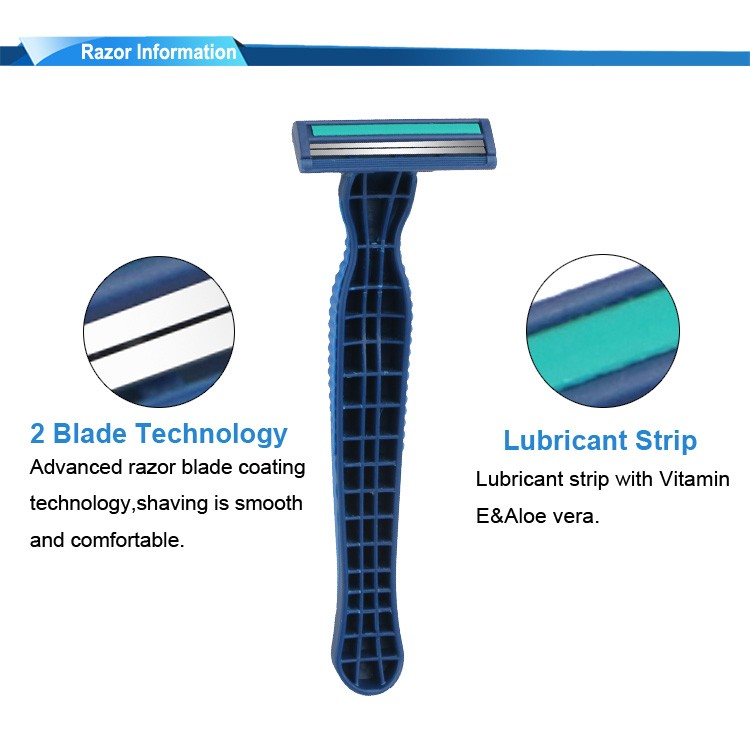 Razor Information
2 Blade Technology
Advanced razor blade coating
technology,shaving is smooth
and comfortable.
Lubricant Strip
Lubricant strip with Vitamin
E&Aloe vera.